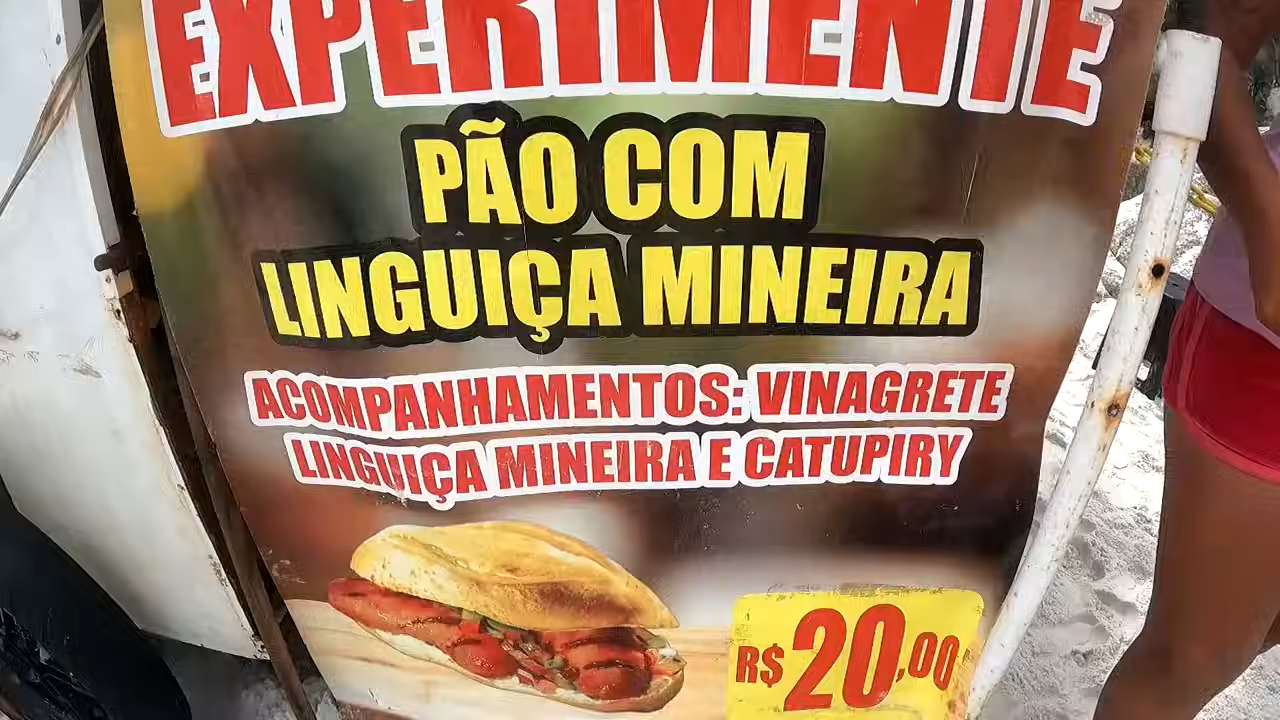 EXPERIMENTE
PÃO COM
LINGUIÇA MINEIRA
ACOMPANHAMENTOS: VINAGRETE
LINGUIÇA MINEIRA E CATUPIRY
R$ 20,00